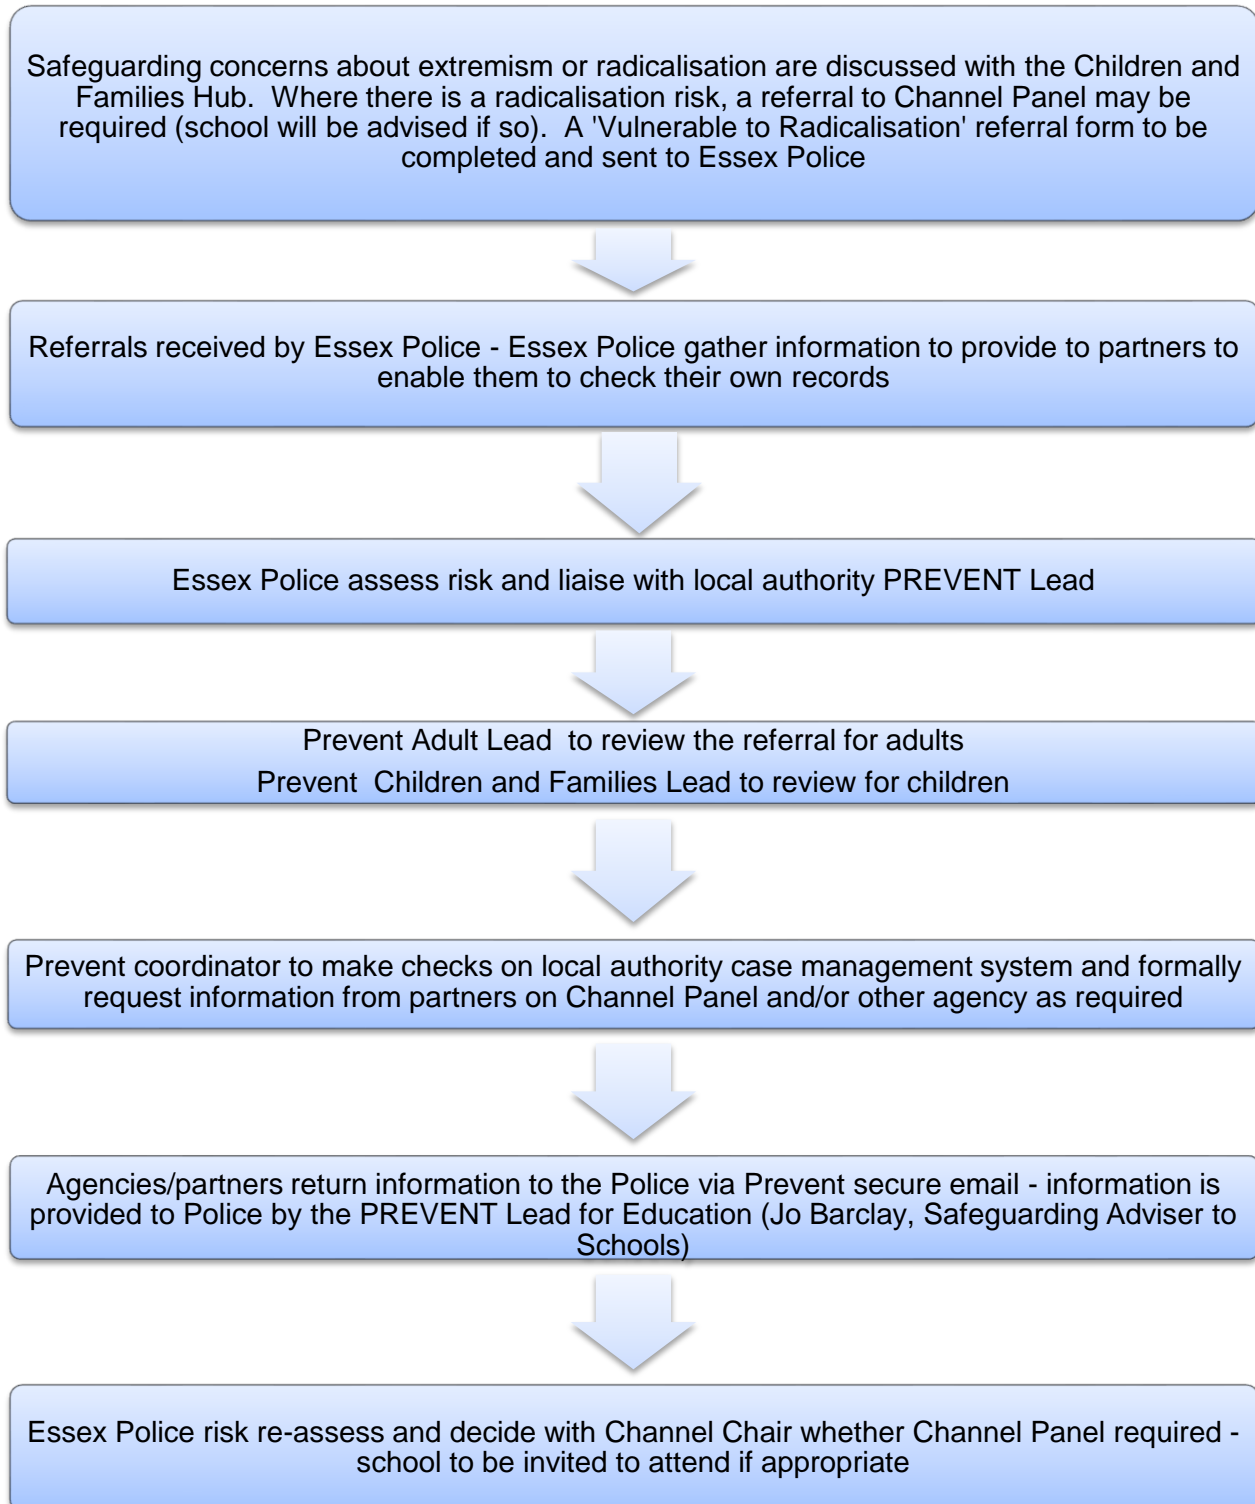 Safeguarding concerns about extremism or radicalisation are discussed with the Children and
Families Hub.  Where there is a radicalisation risk, a referral to Channel Panel may be
required (school will be advised if so).  A 'Vulnerable to Radicalisation' referral form to be
completed and sent to Essex Police
Referrals received by Essex Police - Essex Police gather information to provide to partners to
enable them to check their own records
Essex Police assess risk and liaise with local authority PREVENT Lead
Prevent Adult Lead  to review the referral for adults
Prevent  Children and Families Lead to review for children
Prevent coordinator to make checks on local authority case management system and formally
request information from partners on Channel Panel and/or other agency as required
Agencies/partners return information to the Police via Prevent secure email - information is
provided to Police by the PREVENT Lead for Education (Jo Barclay, Safeguarding Adviser to
Schools)
Essex Police risk re-assess and decide with Channel Chair whether Channel Panel required -
school to be invited to attend if appropriate